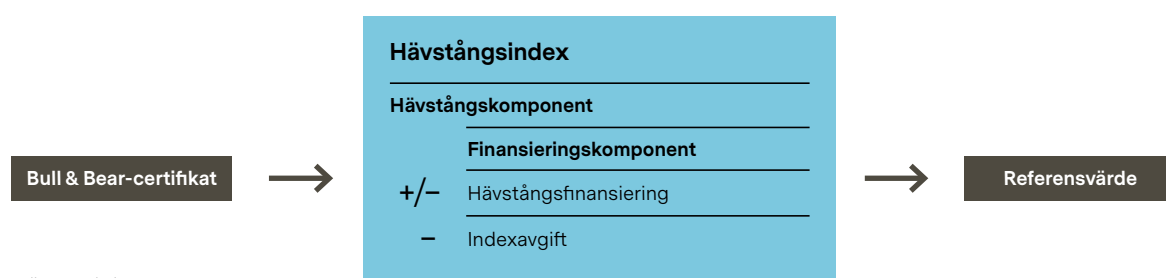 Hävstångsindex
Hävstångskomponent
Finansieringskomponent
Bull & Bear-certifikat
+/– Hävstångsfinansiering
– Indexavgift
Referensvärde